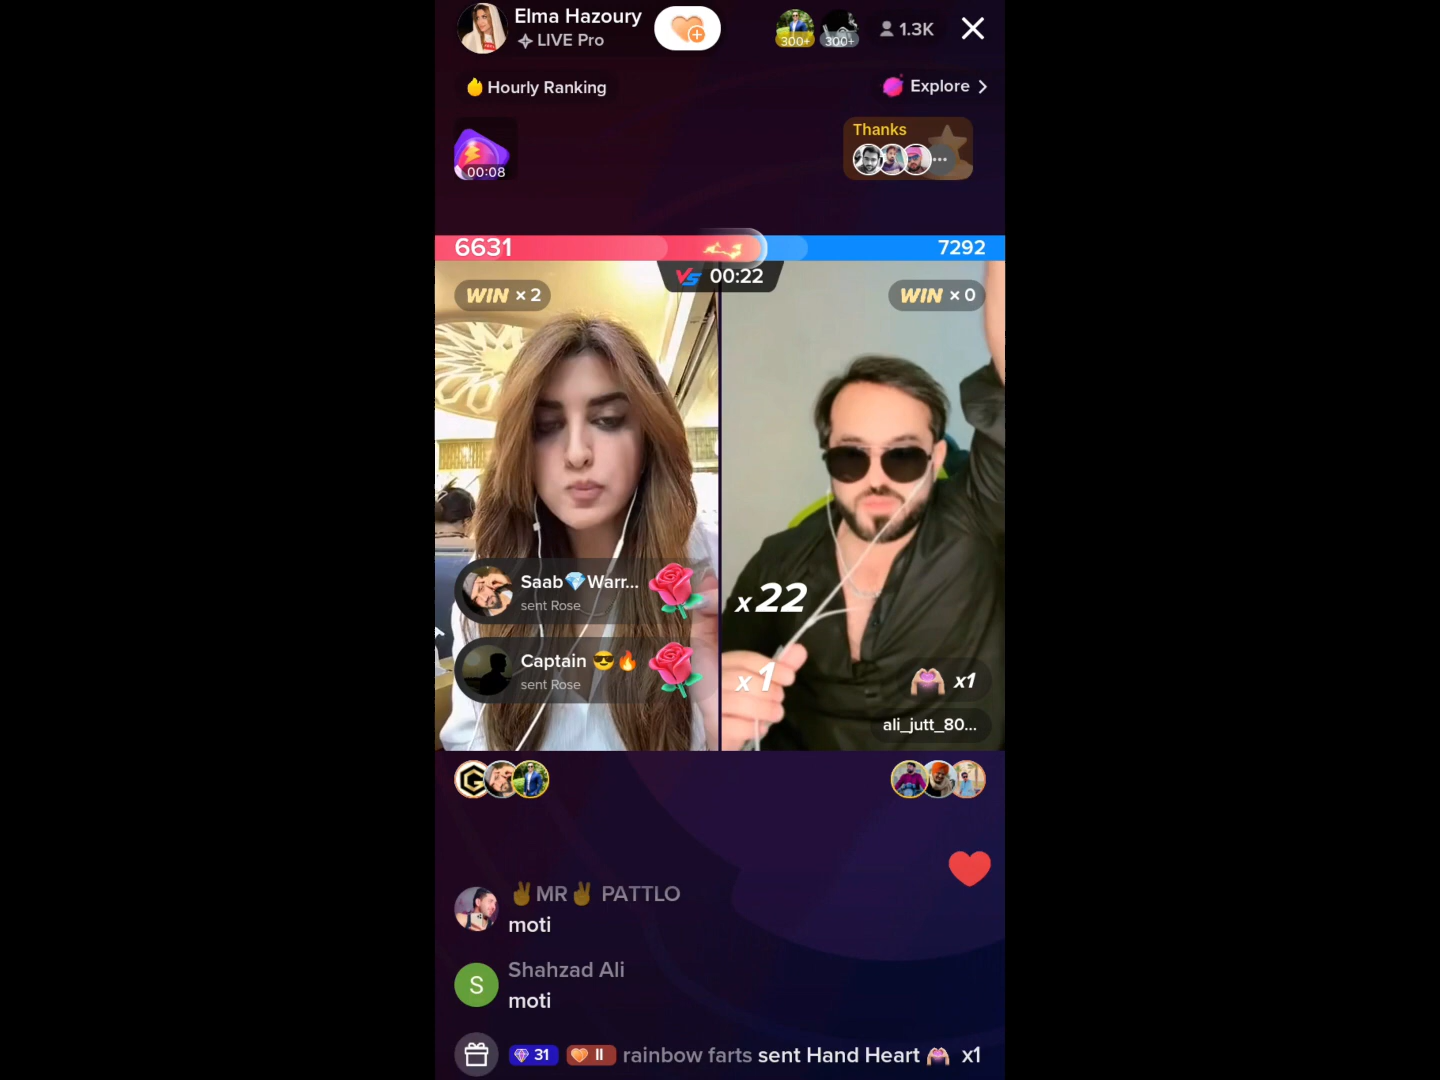 Elma Hazoury
LIVE Pro
300+
300+
1.3K
Hourly Ranking
Explore
Thanks
00:08
6631
7292
VS 00:22
WIN × 2
WIN × 0
Saab💎Warr...
sent Rose
x22
Captain 😎🔥
sent Rose
x1
x1
ali_jutt_80...
✌MR✌ PATTLO
moti
S
Shahzad Ali
moti
31 II rainbow farts sent Hand Heart x1